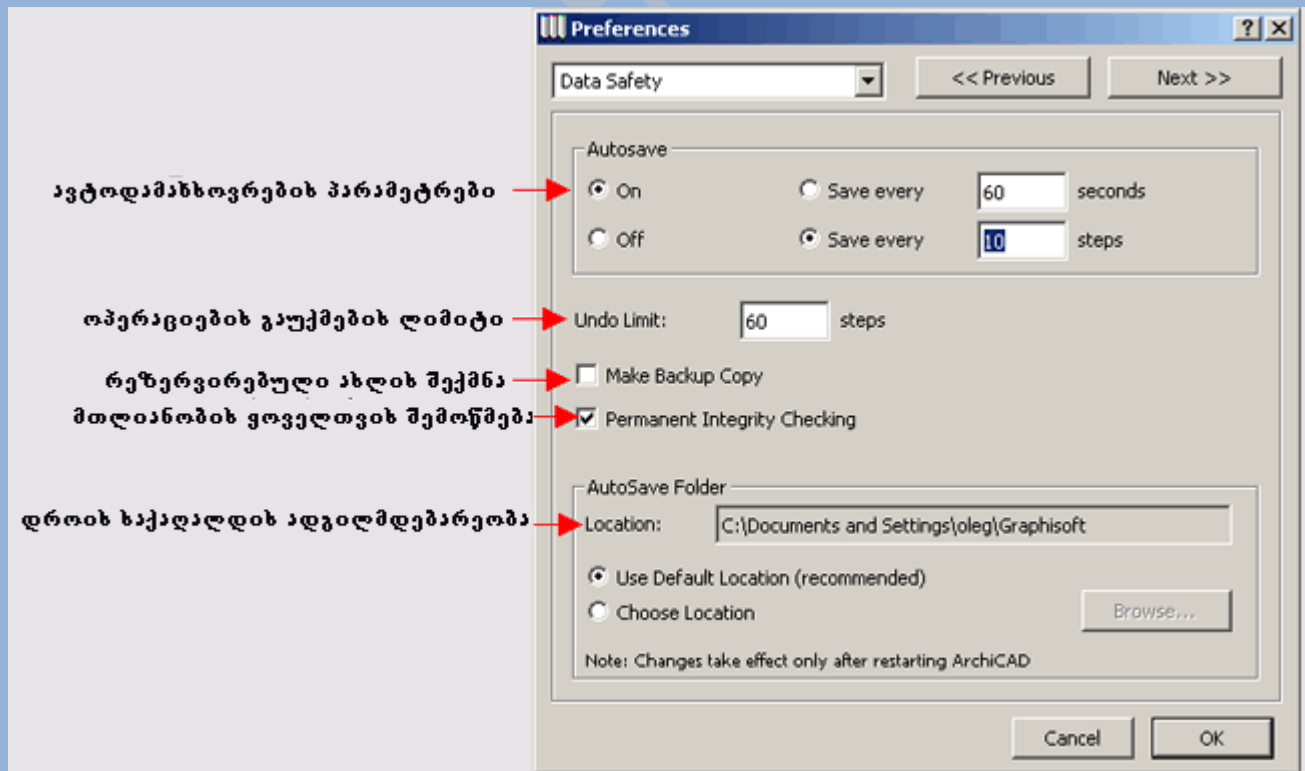 Preferences
Data Safety
<< Previous
Next >>
Autosave
ავტოდამახსოვრების პარამეტრები
On
Save every
60
seconds
Off
Save every
10
steps
ოპერაციების გაუქმების ლიმიტი
Undo Limit:
60
steps
რეზერვირებული ახლის შექმნა
Make Backup Copy
მთლიანობის ყოველთვის შემოწმება
Permanent Integrity Checking
AutoSave Folder
დროის საქაღალდის ადგილმდებარეობა
Location:
C:\Documents and Settings\oleg\Graphisoft
Use Default Location (recommended)
Choose Location
Browse...
Note: Changes take effect only after restarting ArchiCAD
Cancel
OK